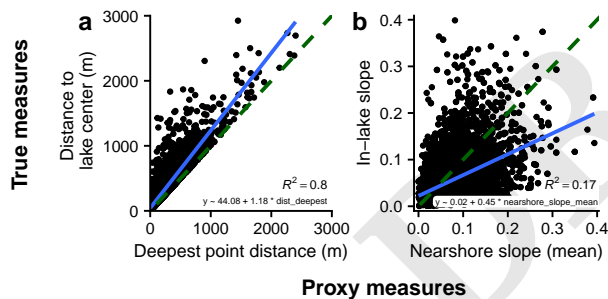 a
b
True measures
Distance to
lake center (m)
3000
2000
1000
0
R² = 0.8
y ~ 44.08 + 1.18 * dist_deepest
0 1000 2000 3000
Deepest point distance (m)
In-lake slope
0.4
0.3
0.2
0.1
0.0
R² = 0.17
y ~ 0.02 + 0.45 * nearshore_slope_mean
0.0 0.1 0.2 0.3 0.4
Nearshore slope (mean)
Proxy measures